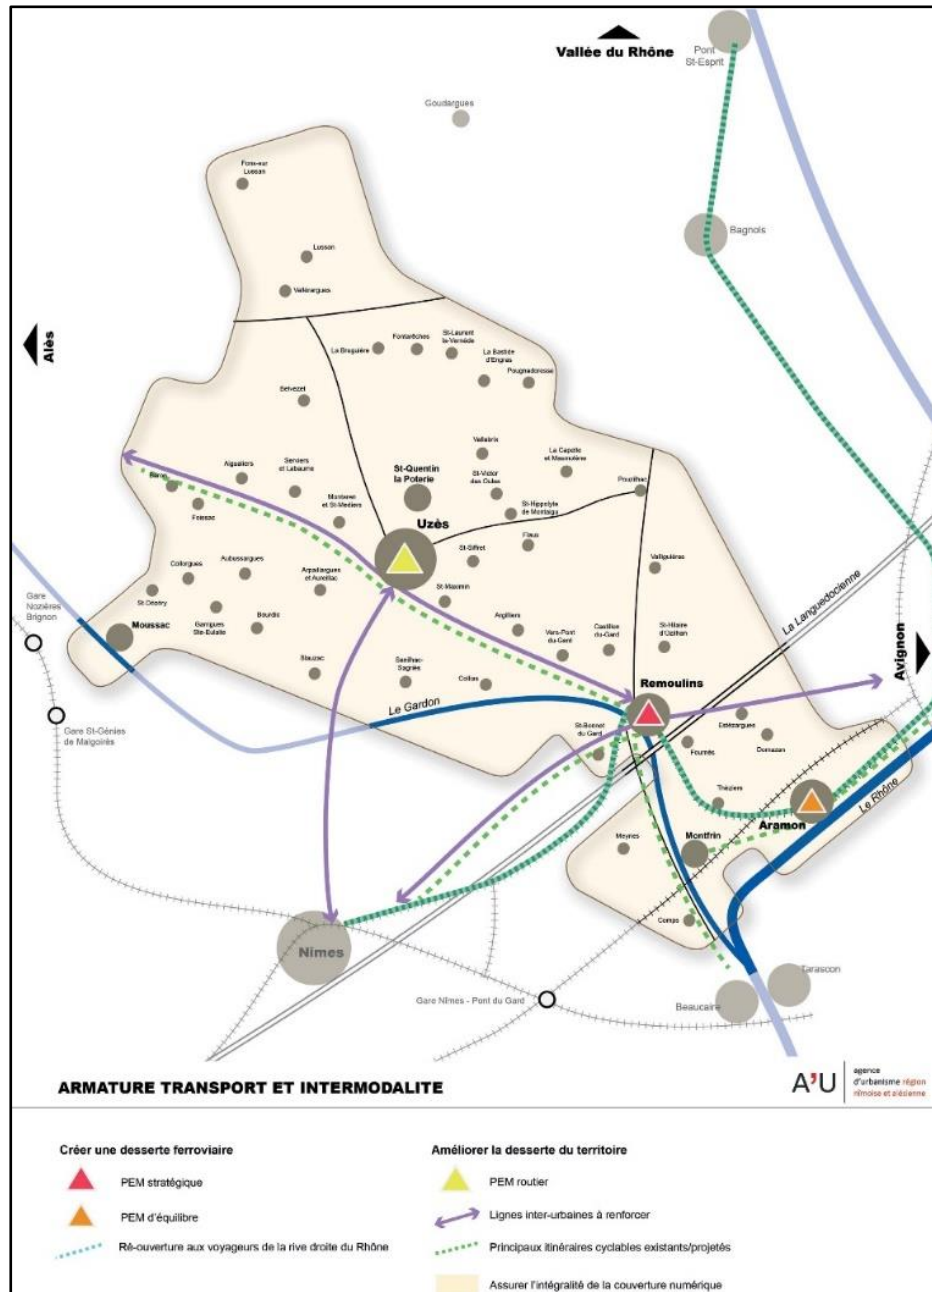 Vallée du Rhône
Pont
St-Esprit
Goudargues
Fons-sur
Lussan
Lussan
Bagnols
Vallérargues
Alès
La Bruguière
Fontarèches
St-Laurent
la-Vernède
La Bastide
d'Engras
Pougnadoresse
Belvezet
Vallabrix
La Capelle
et Masmolène
Aigaliers
Serviers
et Labaume
St-Quentin
la Poterie
St-Victor
des Oules
Pouzilhac
Baron
Foissac
Montaren
et St-Médiers
St-Hippolyte
de Montaigu
Uzès
Flaux
St-Siffret
Collorgues
Aubussargues
Arpaillargues
et Aureillac
Valliguières
St-Maximin
Gare
Nozières
Brignon
St-Dézéry
Garrigues
Ste-Eulalie
Bourdic
Argilliers
Vers-Pont
du-Gard
Castillon
du-Gard
St-Hilaire
d'Ozilhan
La Languedocienne
Moussac
Blauzac
Sanilhac-
Sagriès
Collias
Avignon
Remoulins
Le Gardon
Gare St-Génies
de Malgoirès
St-Bonnet
du Gard
Estézargues
Fournès
Domazan
Théziers
Le Rhône
Aramon
Meynes
Montfrin
Comps
Nîmes
Tarascon
Gare Nîmes - Pont du Gard
Beaucaire
ARMATURE TRANSPORT ET INTERMODALITE
A'U
agence
d'urbanisme région
nîmoise et alésienne
Créer une desserte ferroviaire
PEM stratégique
PEM d'équilibre
Ré-ouverture aux voyageurs de la rive droite du Rhône
Améliorer la desserte du territoire
PEM routier
Lignes inter-urbaines à renforcer
Principaux itinéraires cyclables existants/projetés
Assurer l'intégralité de la couverture numérique